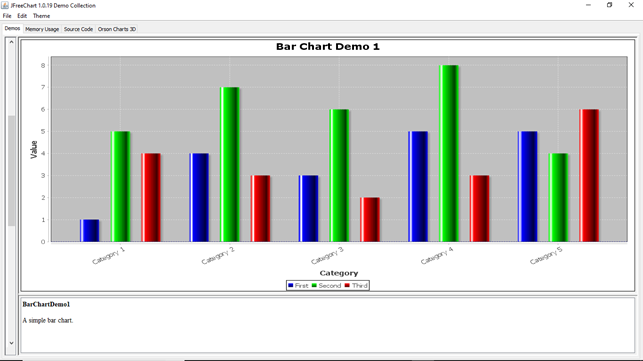 JFreeChart 1.0.19 Demo Collection
File Edit Theme
Demos Memory Usage Source Code Orson Charts 3D
Bar Chart Demo 1
8
7
6
5
4
3
2
1
0
Value
Category 1 Category 2 Category 3 Category 4 Category 5
Category
First Second Third
BarChartDemo1
A simple bar chart.